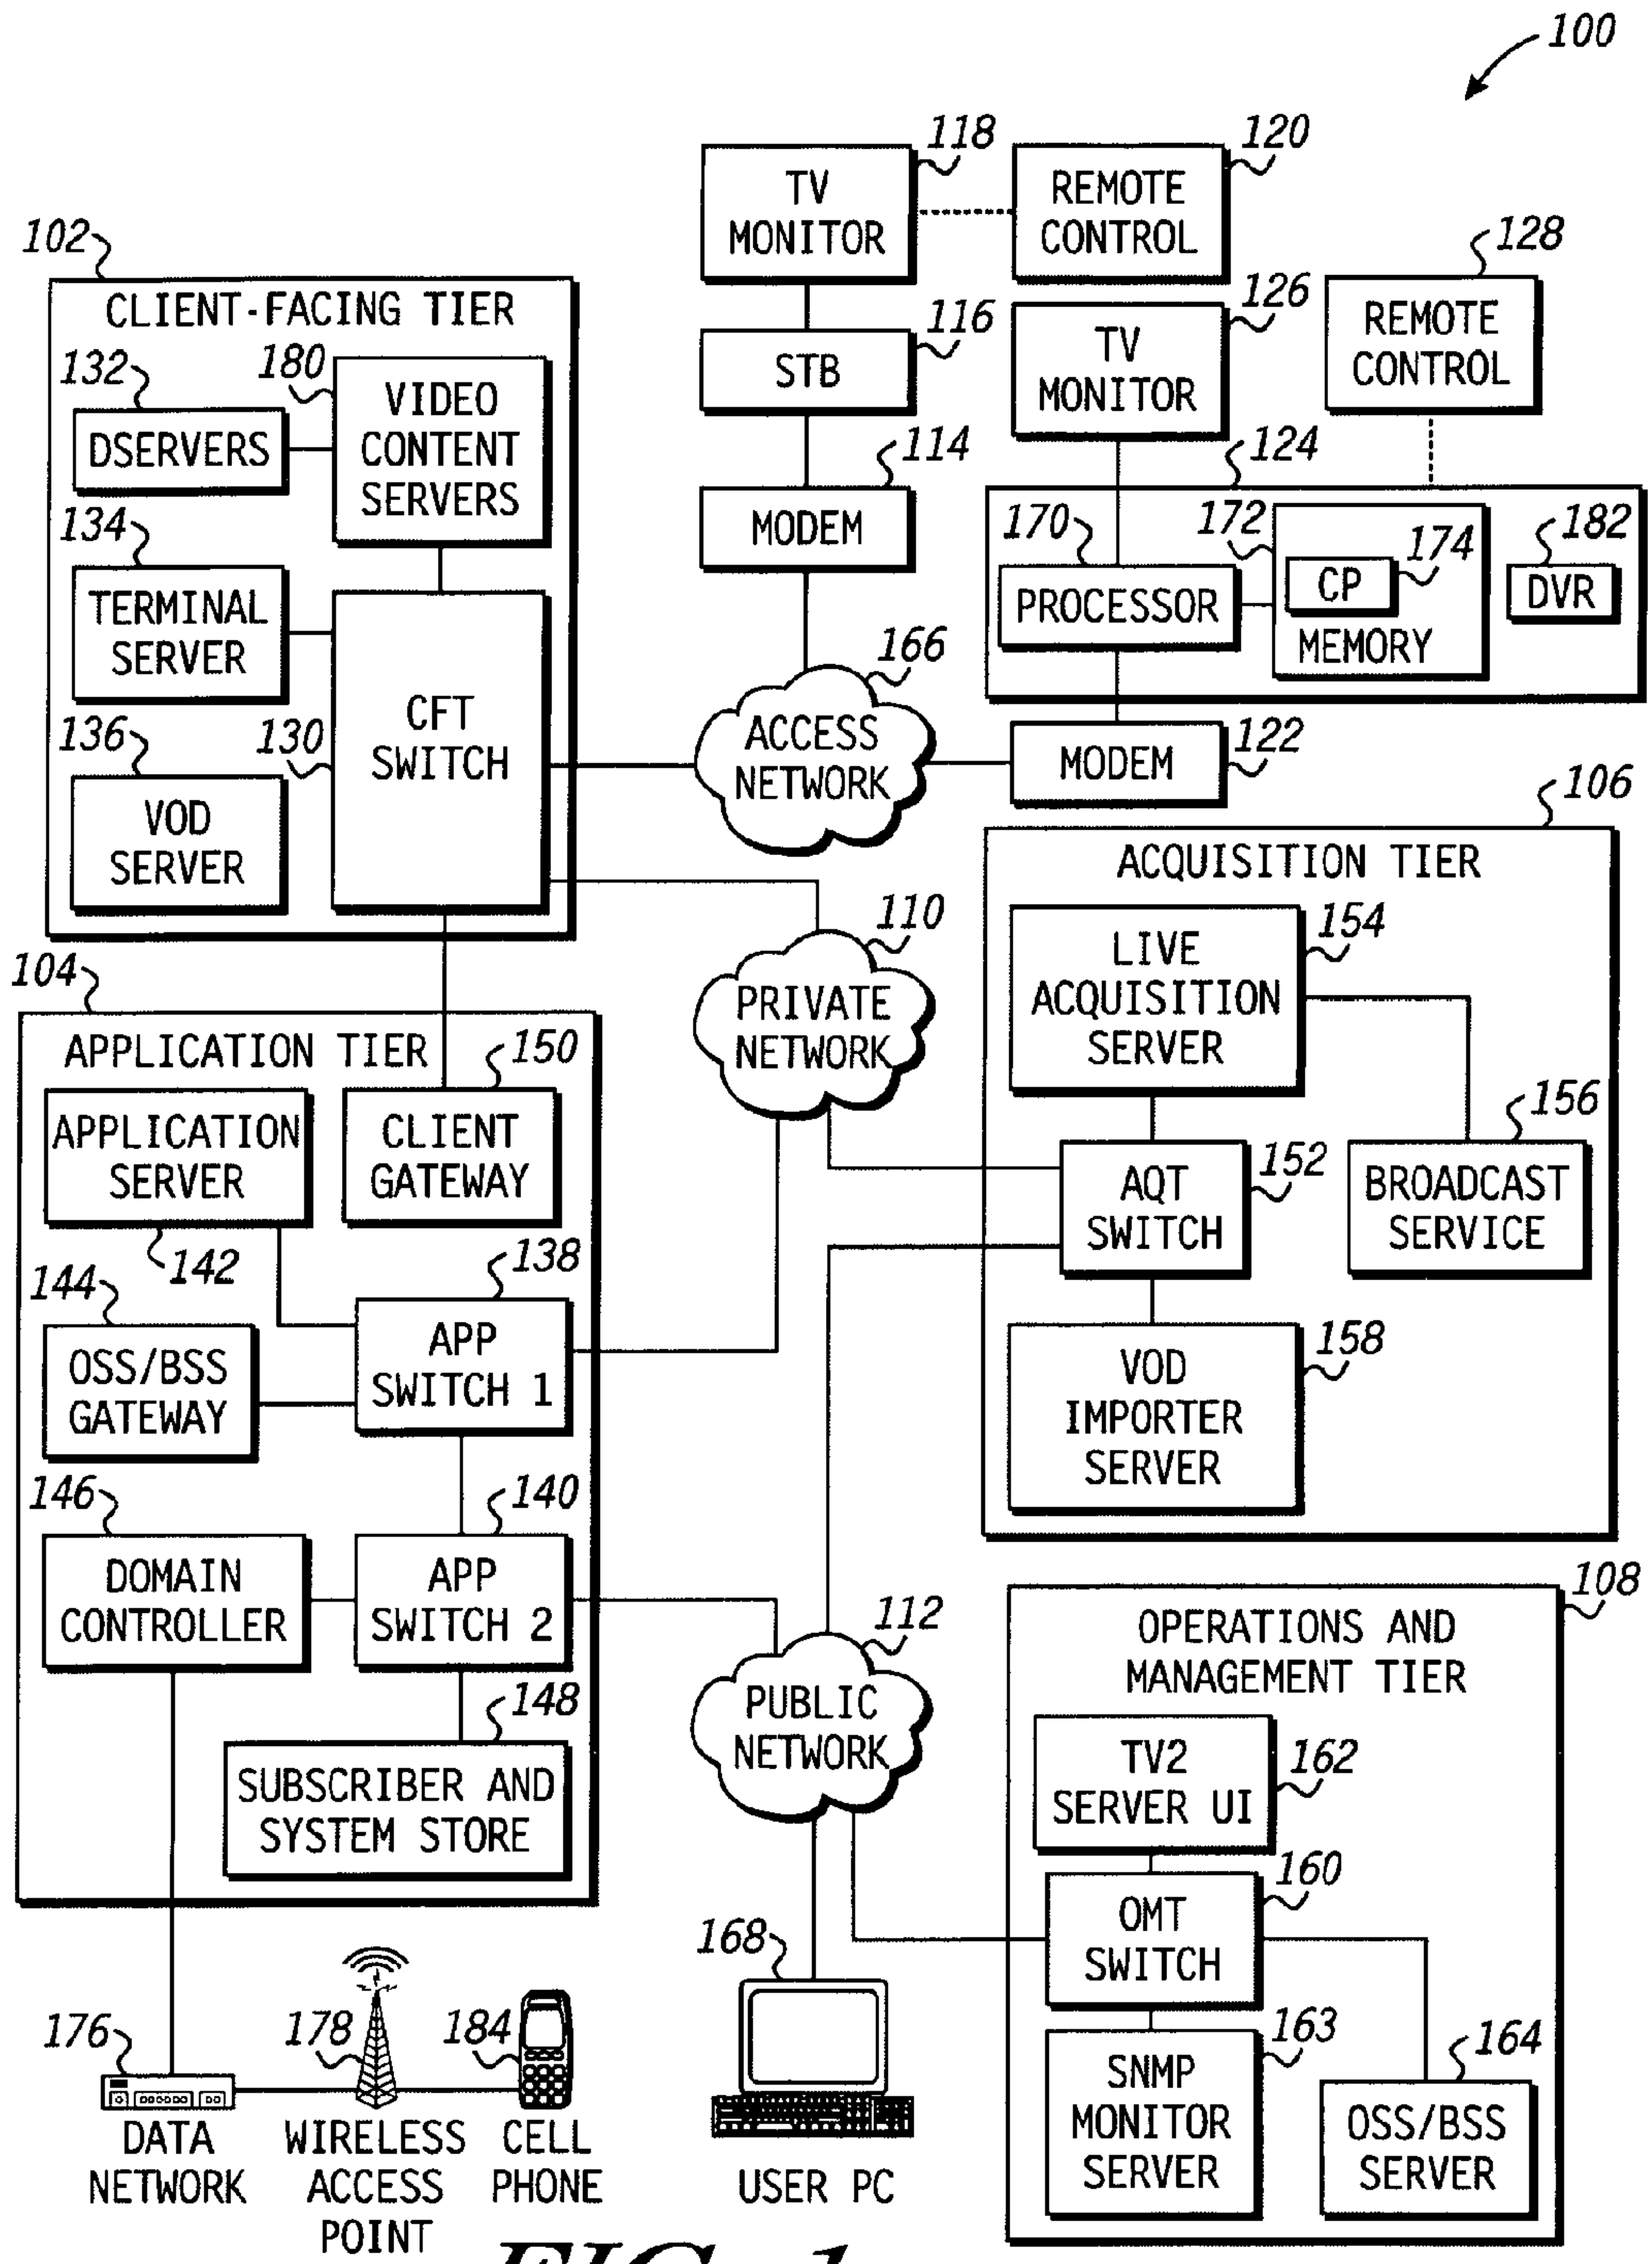 100
118
TV
MONITOR
120
REMOTE
CONTROL
128
REMOTE
CONTROL
102
CLIENT-FACING TIER
132
DSERVERS
180
VIDEO
CONTENT
SERVERS
134
TERMINAL
SERVER
136
VOD
SERVER
130
CFT
SWITCH
116
STB
114
MODEM
126
TV
MONITOR
124
170
PROCESSOR
172
174
CP
MEMORY
182
DVR
166
ACCESS
NETWORK
122
MODEM
110
PRIVATE
NETWORK
106
ACQUISITION TIER
154
LIVE
ACQUISITION
SERVER
156
BROADCAST
SERVICE
152
AQT
SWITCH
158
VOD
IMPORTER
SERVER
104
APPLICATION TIER
150
CLIENT
GATEWAY
APPLICATION
SERVER
142
138
APP
SWITCH 1
144
OSS/BSS
GATEWAY
146
DOMAIN
CONTROLLER
140
APP
SWITCH 2
148
SUBSCRIBER AND
SYSTEM STORE
112
PUBLIC
NETWORK
108
OPERATIONS AND
MANAGEMENT TIER
TV2
SERVER UI
162
160
OMT
SWITCH
163
SNMP
MONITOR
SERVER
164
OSS/BSS
SERVER
176
DATA
NETWORK
178
WIRELESS
ACCESS
POINT
184
CELL
PHONE
168
USER PC
FIG. 1